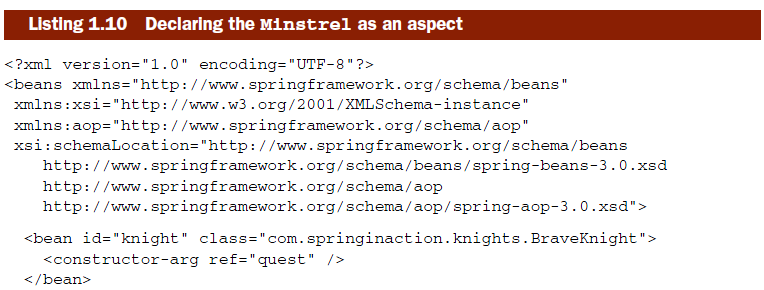 Listing 1.10 Declaring the Minstrel as an aspect
<?xml version="1.0" encoding="UTF-8"?>
<beans xmlns="http://www.springframework.org/schema/beans"
xmlns:xsi="http://www.w3.org/2001/XMLSchema-instance"
xmlns:aop="http://www.springframework.org/schema/aop"
xsi:schemaLocation="http://www.springframework.org/schema/beans
http://www.springframework.org/schema/beans/spring-beans-3.0.xsd
http://www.springframework.org/schema/aop
http://www.springframework.org/schema/aop/spring-aop-3.0.xsd">
<bean id="knight" class="com.springinaction.knights.BraveKnight">
<constructor-arg ref="quest" />
</bean>